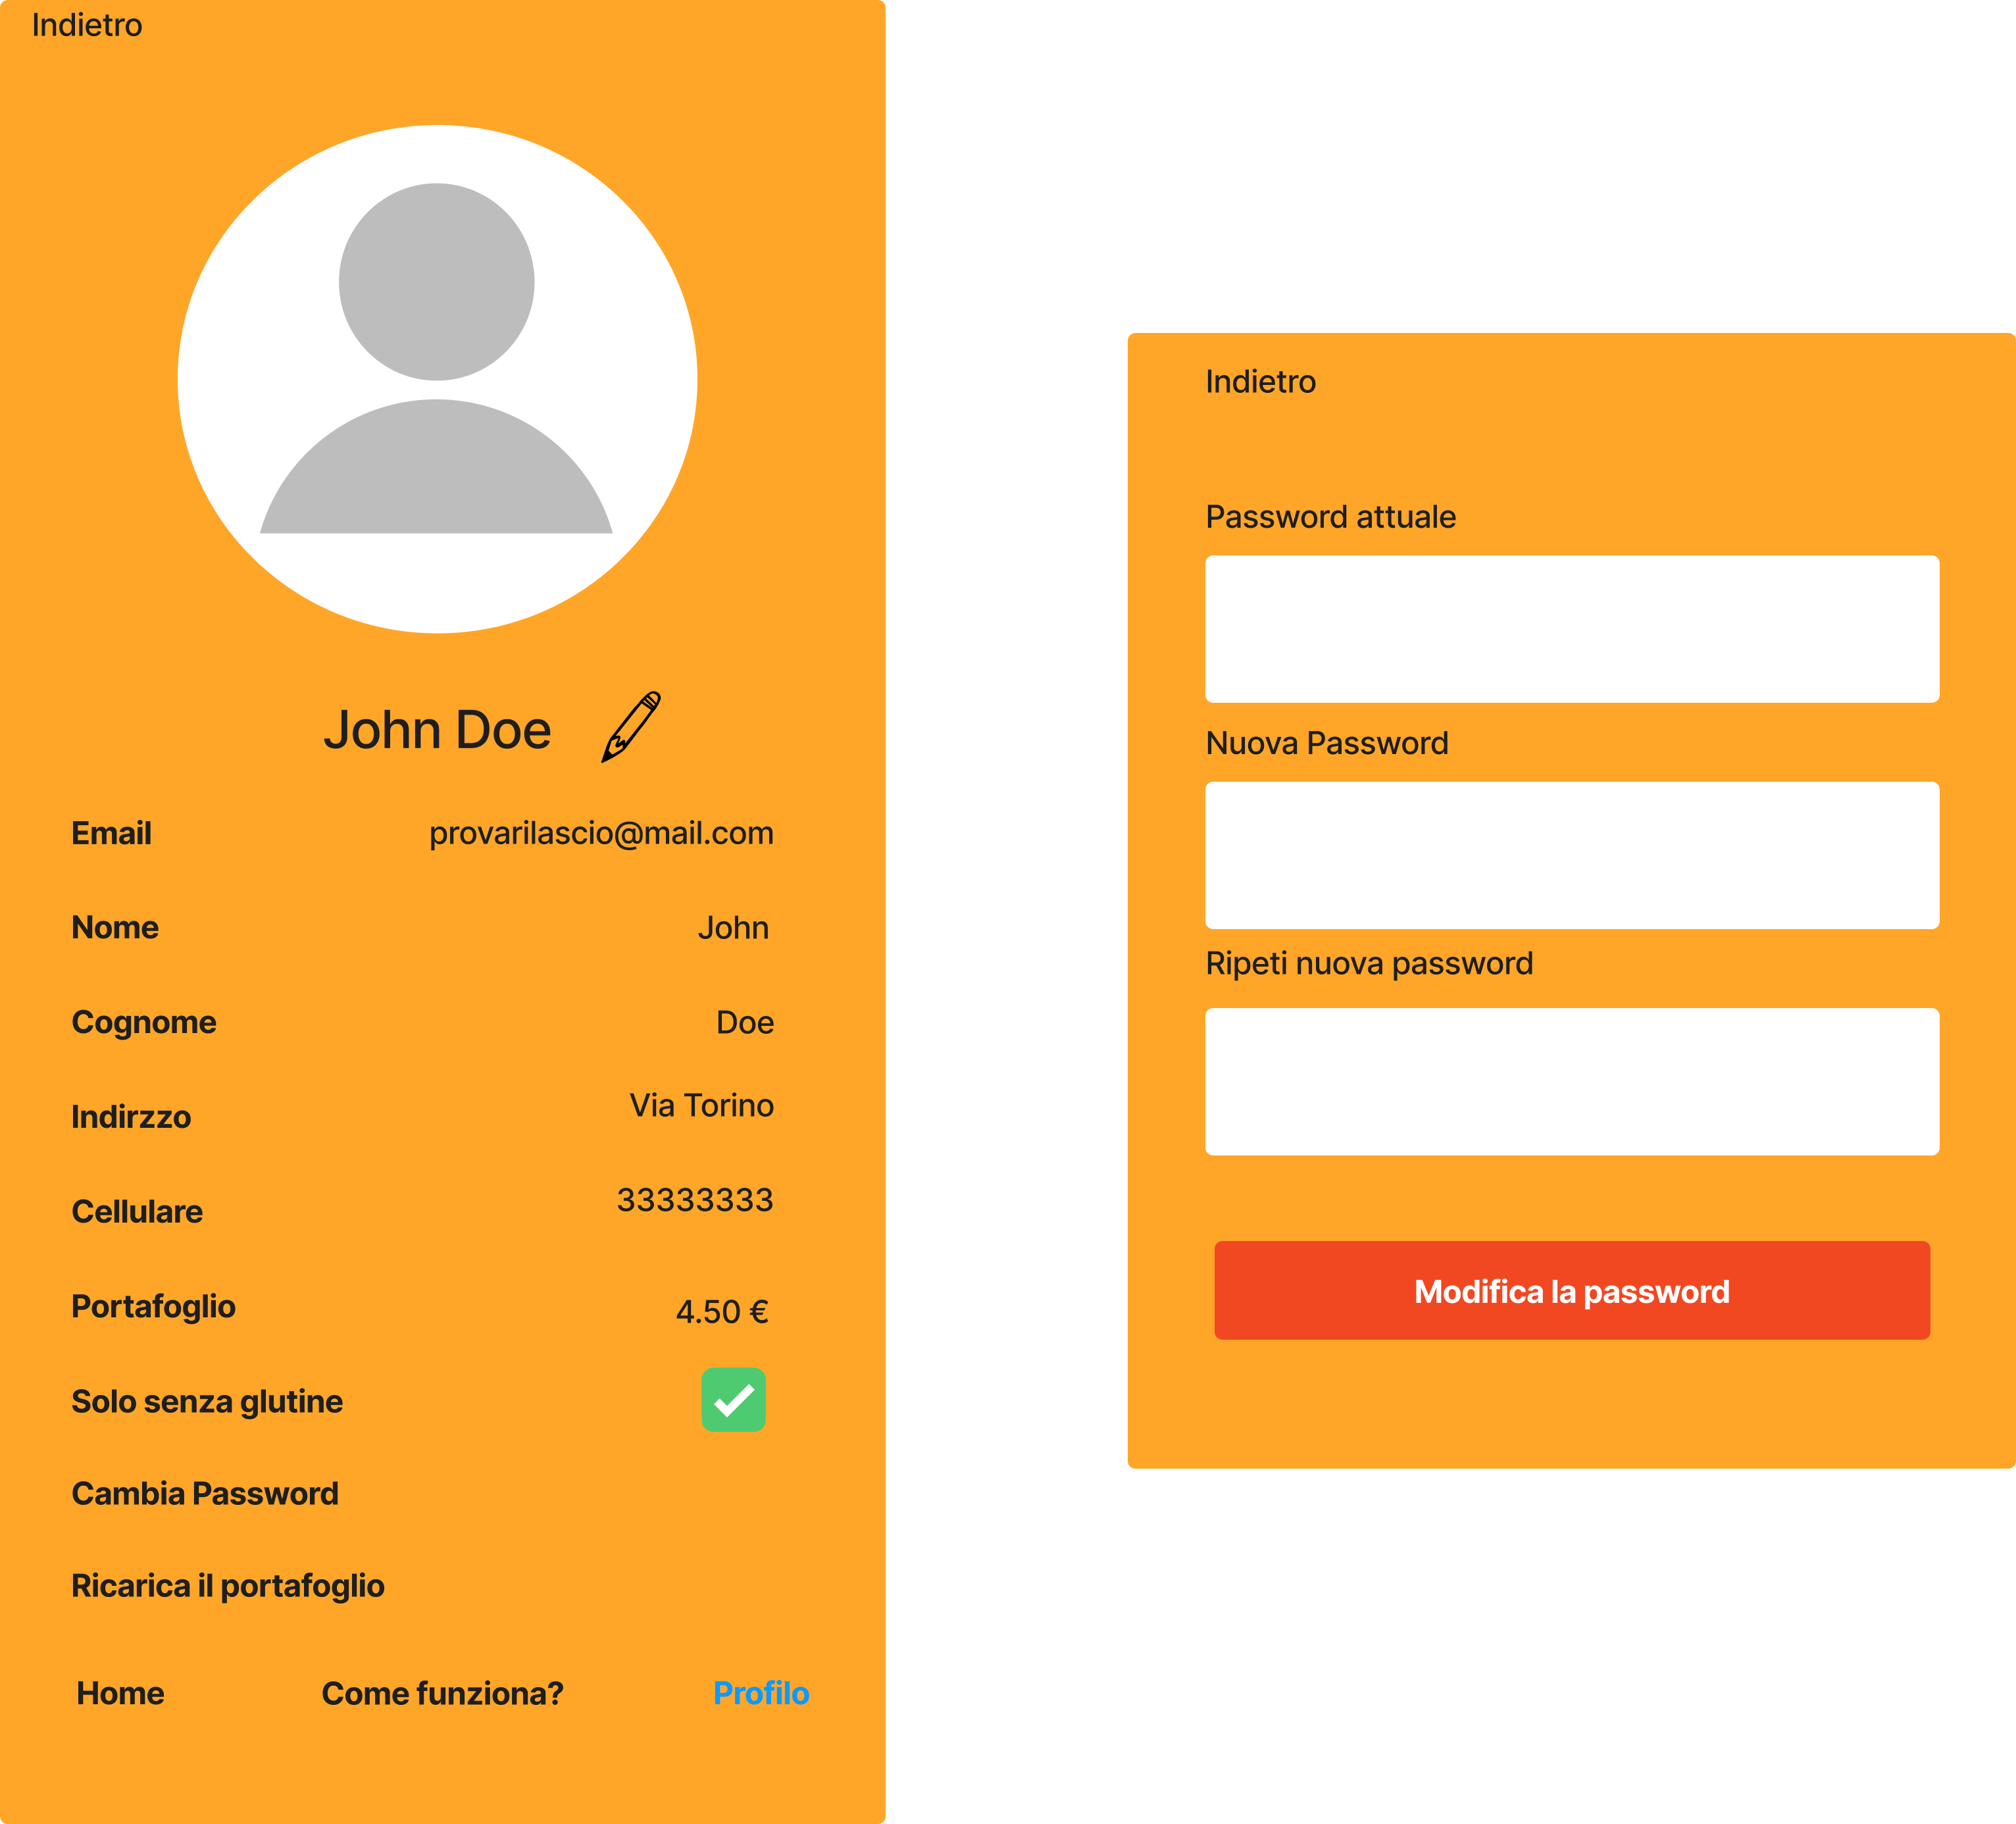 Indietro
John Doe
Email provarilascio@mail.com
Nome John
Cognome Doe
Indirzzo Via Torino
Cellulare 33333333
Portafoglio 4.50 €
Solo senza glutine
Cambia Password
Ricarica il portafoglio
Home Come funziona? Profilo
Indietro
Password attuale
Nuova Password
Ripeti nuova password
Modifica la password